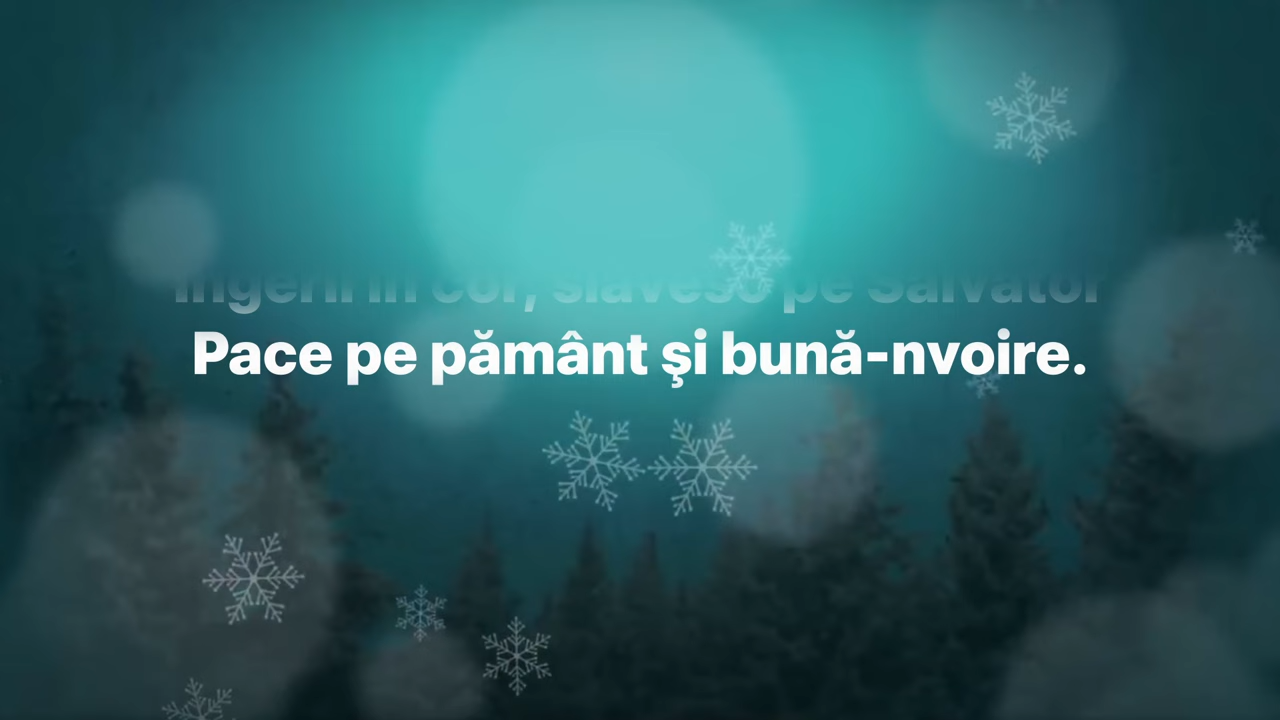 Îngerii în cor, slăvesc pe Salvator
Pace pe pământ şi bună-nvoire.